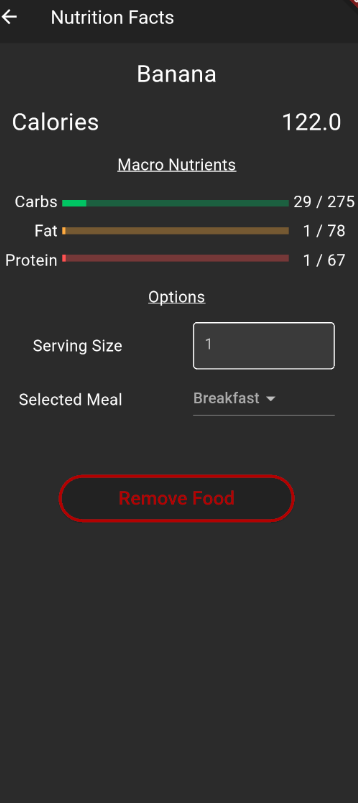 Nutrition Facts
Banana
Calories 122.0
Macro Nutrients
Carbs 29 / 275
Fat 1 / 78
Protein 1 / 67
Options
Serving Size 1
Selected Meal Breakfast
Remove Food